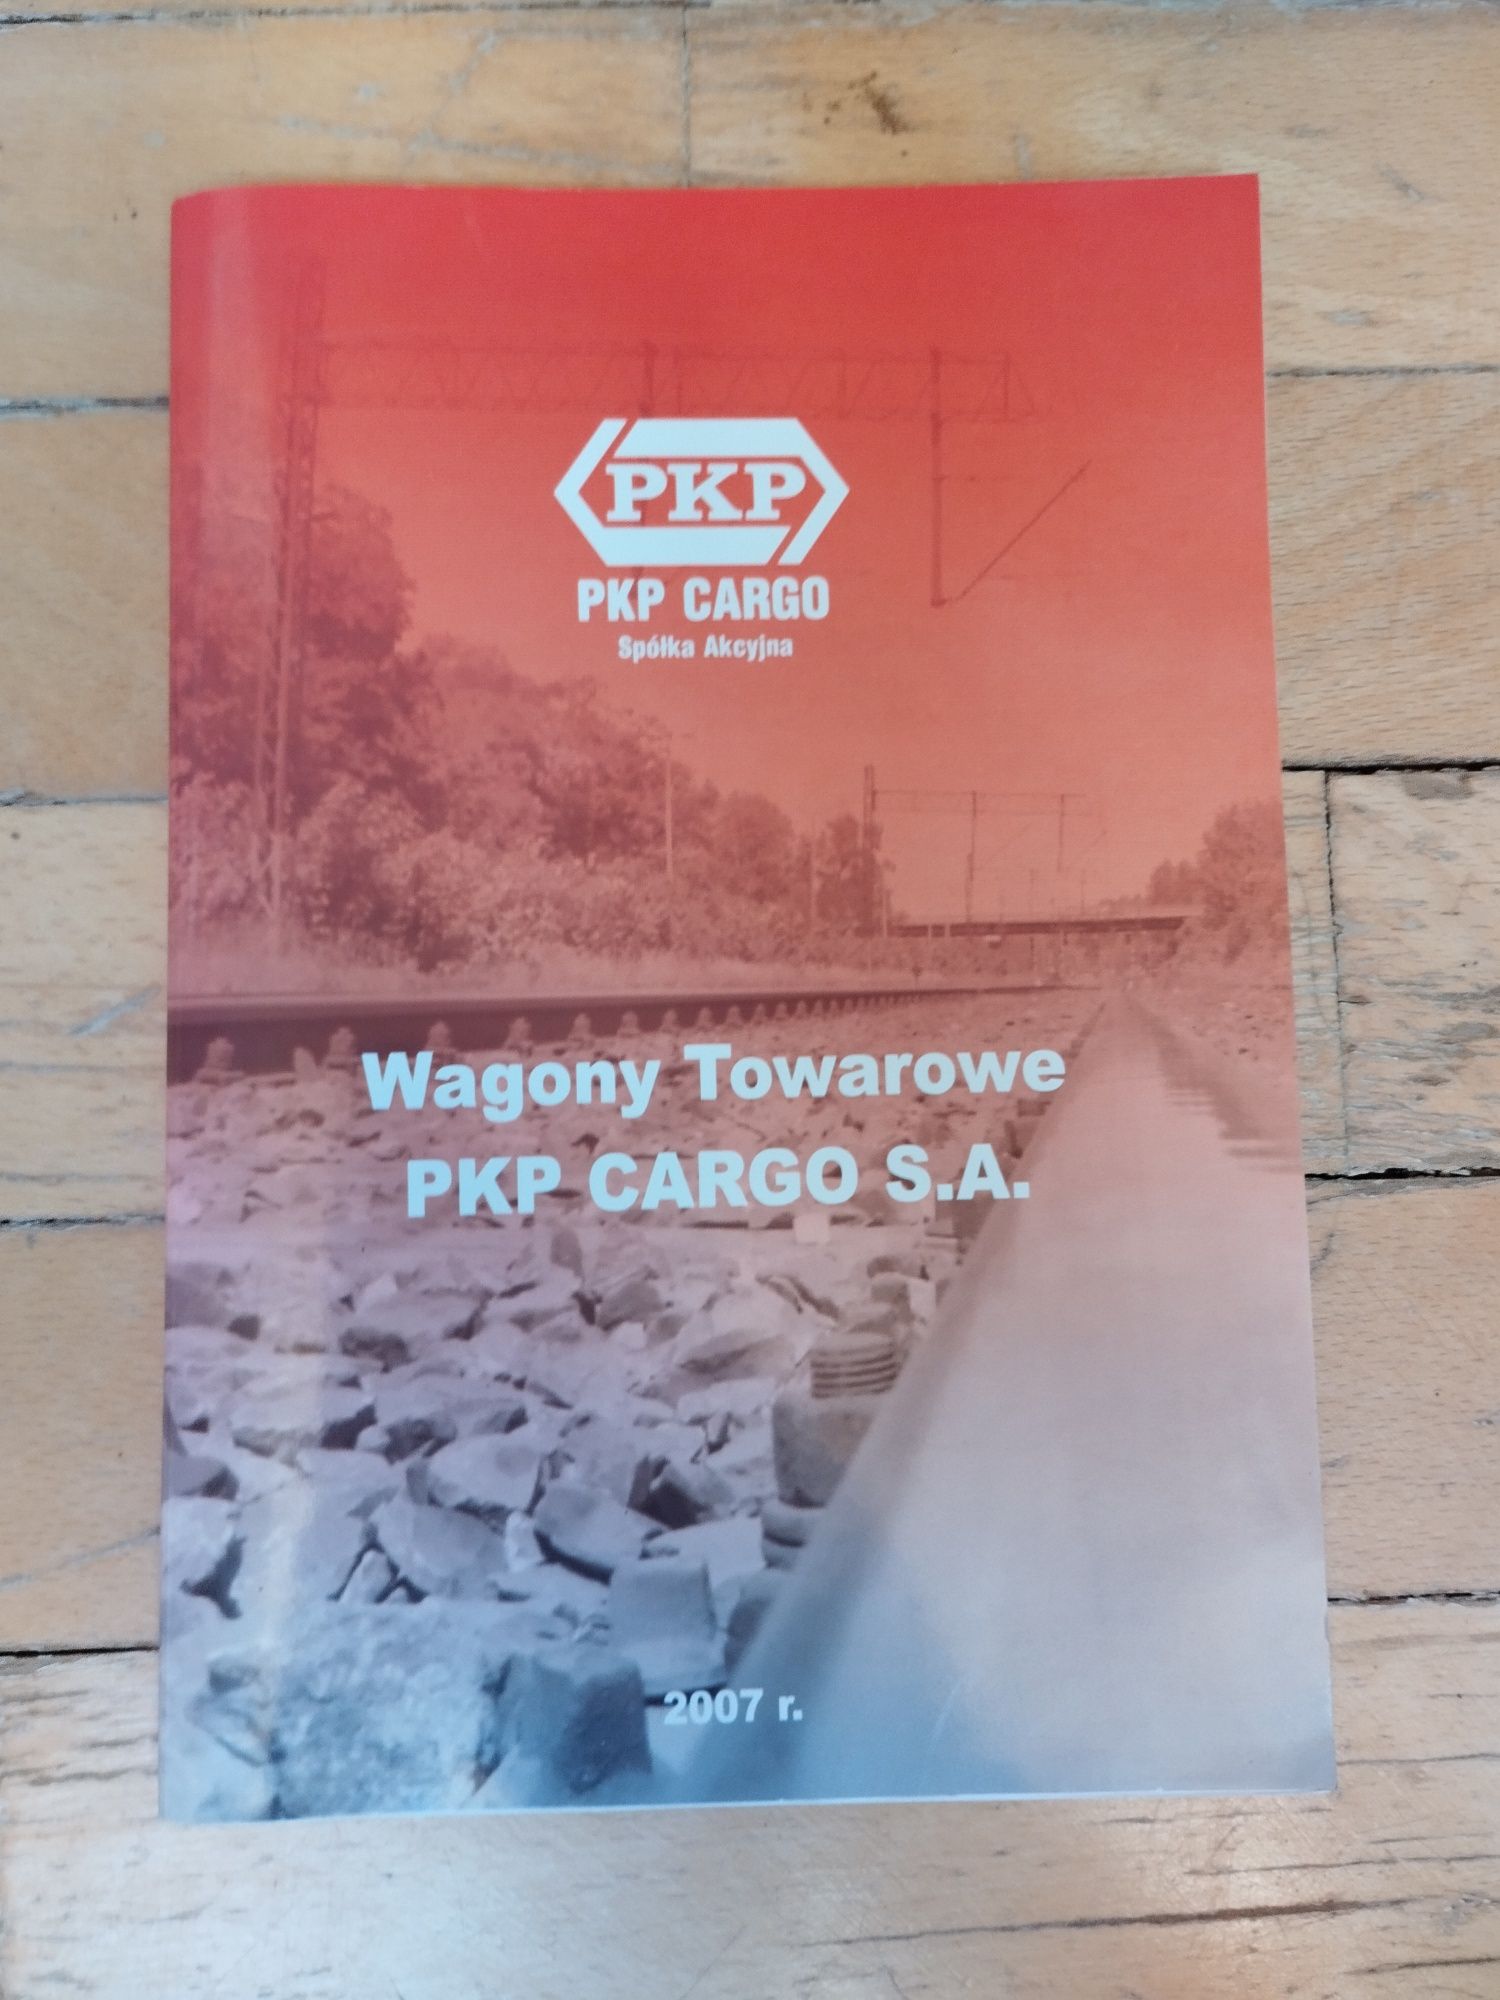 PKP
PKP CARGO
Spółka Akcyjna
Wagony Towarowe
PKP CARGO S.A.
2007 r.